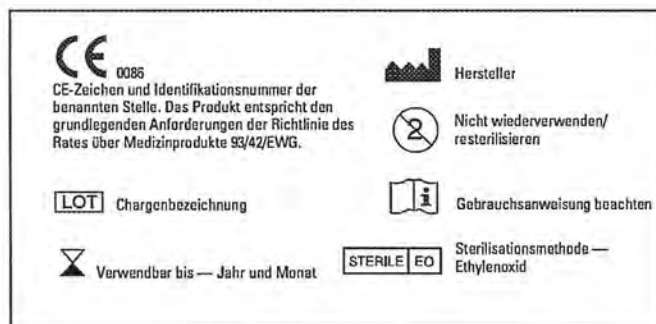 CE 0086
CE-Zeichen und Identifikationsnummer der
benannten Stelle. Das Produkt entspricht den
grundlegenden Anforderungen der Richtlinie des
Rates über Medizinprodukte 93/42/EWG.
LOT Chargenbezeichnung
Verwendbar bis — Jahr und Monat
Hersteller
2 Nicht wiederverwenden/
resterilisieren
i Gebrauchsanweisung beachten
STERILE EO Sterilisationsmethode —
Ethylenoxid